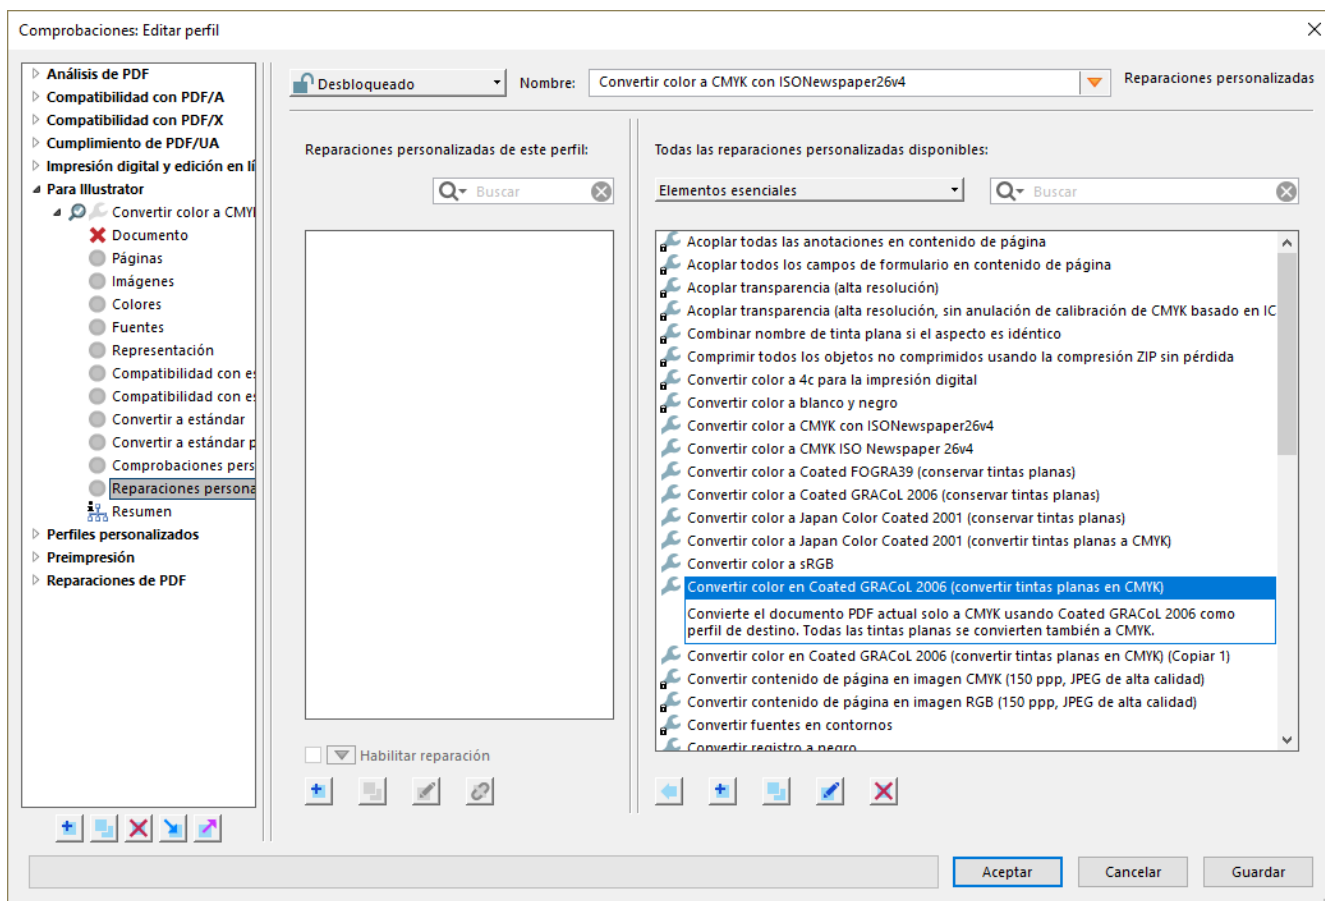 Comprobaciones: Editar perfil
Análisis de PDF
Compatibilidad con PDF/A
Compatibilidad con PDF/X
Cumplimiento de PDF/UA
Impresión digital y edición en lí
Para Illustrator
Convertir color a CMYI
Documento
Páginas
Imágenes
Colores
Fuentes
Representación
Compatibilidad con es
Compatibilidad con es
Convertir a estándar
Convertir a estándar p
Comprobaciones pers
Reparaciones persona
Resumen
Perfiles personalizados
Preimpresión
Reparaciones de PDF
Desbloqueado
Nombre:
Convertir color a CMYK con ISONewspaper26v4
Reparaciones personalizadas
Reparaciones personalizadas de este perfil:
Buscar
Habilitar reparación
Todas las reparaciones personalizadas disponibles:
Elementos esenciales
Buscar
Acoplar todas las anotaciones en contenido de página
Acoplar todos los campos de formulario en contenido de página
Acoplar transparencia (alta resolución)
Acoplar transparencia (alta resolución, sin anulación de calibración de CMYK basado en IC
Combinar nombre de tinta plana si el aspecto es idéntico
Comprimir todos los objetos no comprimidos usando la compresión ZIP sin pérdida
Convertir color a 4c para la impresión digital
Convertir color a blanco y negro
Convertir color a CMYK con ISONewspaper26v4
Convertir color a CMYK ISO Newspaper 26v4
Convertir color a Coated FOGRA39 (conservar tintas planas)
Convertir color a Coated GRACoL 2006 (conservar tintas planas)
Convertir color a Japan Color Coated 2001 (conservar tintas planas)
Convertir color a Japan Color Coated 2001 (convertir tintas planas a CMYK)
Convertir color a sRGB
Convertir color en Coated GRACoL 2006 (convertir tintas planas en CMYK)
Convierte el documento PDF actual solo a CMYK usando Coated GRACoL 2006 como
perfil de destino. Todas las tintas planas se convierten también a CMYK.
Convertir color en Coated GRACoL 2006 (convertir tintas planas en CMYK) (Copiar 1)
Convertir contenido de página en imagen CMYK (150 ppp, JPEG de alta calidad)
Convertir contenido de página en imagen RGB (150 ppp, JPEG de alta calidad)
Convertir fuentes en contornos
Convertir registro a negro
Aceptar
Cancelar
Guardar